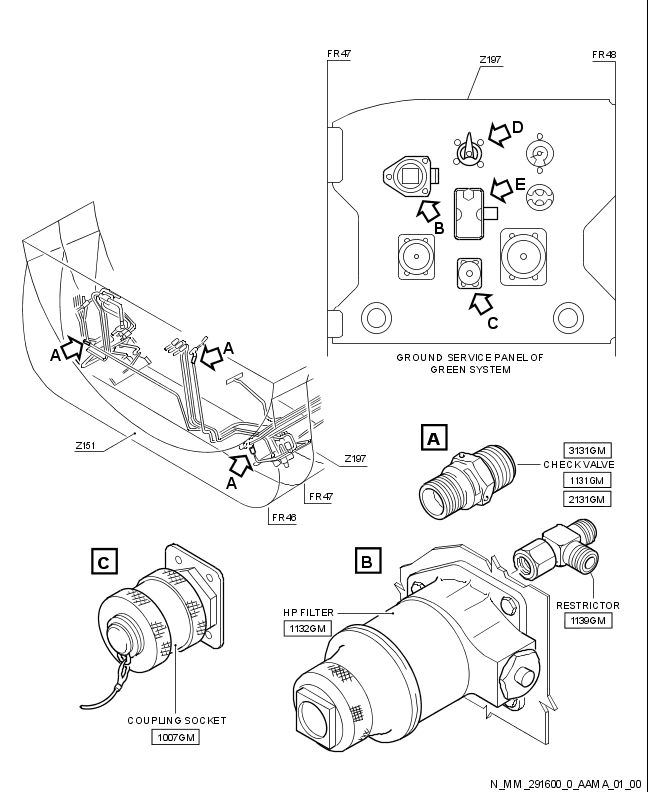 FR47
Z197
FR48
D
E
B
C
GROUND SERVICE PANEL OF
GREEN SYSTEM
A
A
A
Z151
Z197
FR47
FR46
A
3131GM
CHECK VALVE
1131GM
2131GM
C
B
HP FILTER
1132GM
RESTRICTOR
1139GM
COUPLING SOCKET
1007GM
N_MM_291600_0_AAMA_01_00